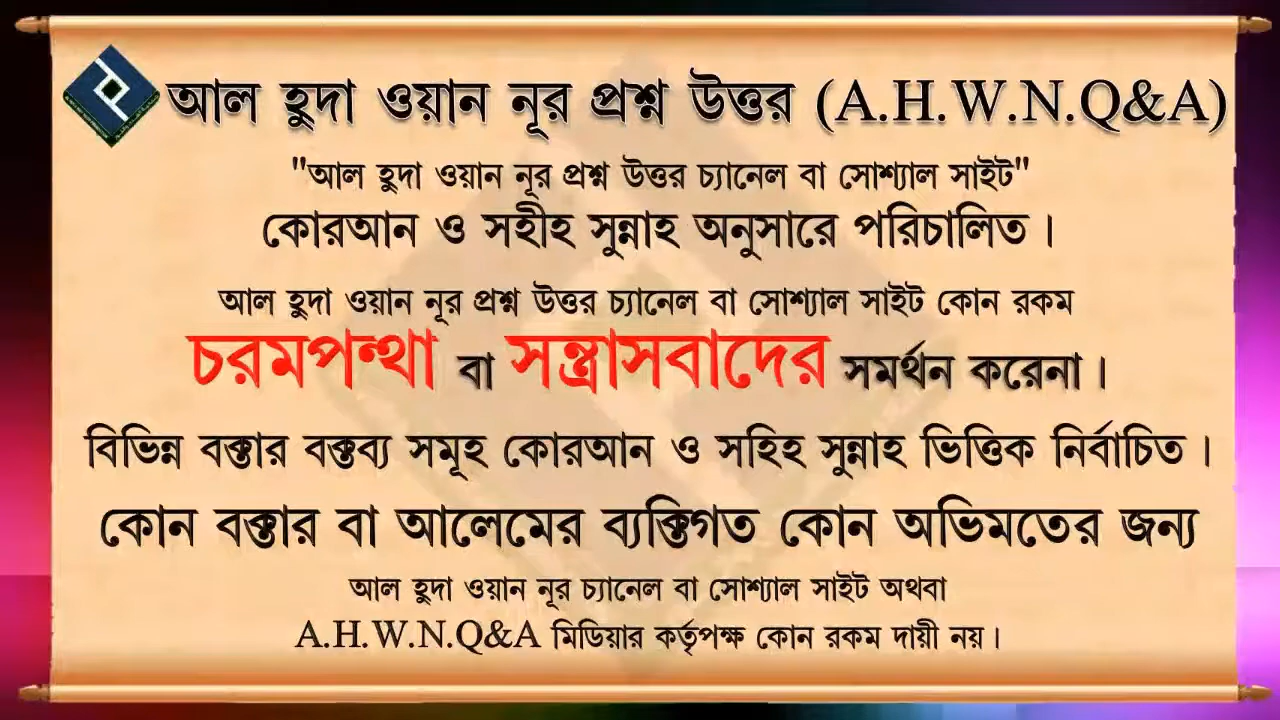 আল হুদা ওয়ান নূর প্রশ্ন উত্তর (A.H.W.N.Q&A)
"আল হুদা ওয়ান নূর প্রশ্ন উত্তর চ্যানেল বা সোশ্যাল সাইট"
কোরআন ও সহীহ সুন্নাহ অনুসারে পরিচালিত।
আল হুদা ওয়ান নূর প্রশ্ন উত্তর চ্যানেল বা সোশ্যাল সাইট কোন রকম
চরমপন্থা বা সন্ত্রাসবাদের সমর্থন করেনা।
বিভিন্ন বক্তার বক্তব্য সমূহ কোরআন ও সহিহ সুন্নাহ ভিত্তিক নির্বাচিত।
কোন বক্তার বা আলেমের ব্যক্তিগত কোন অভিমতের জন্য
আল হুদা ওয়ান নূর চ্যানেল বা সোশ্যাল সাইট অথবা
A.H.W.N.Q&A মিডিয়ার কর্তৃপক্ষ কোন রকম দায়ী নয়।